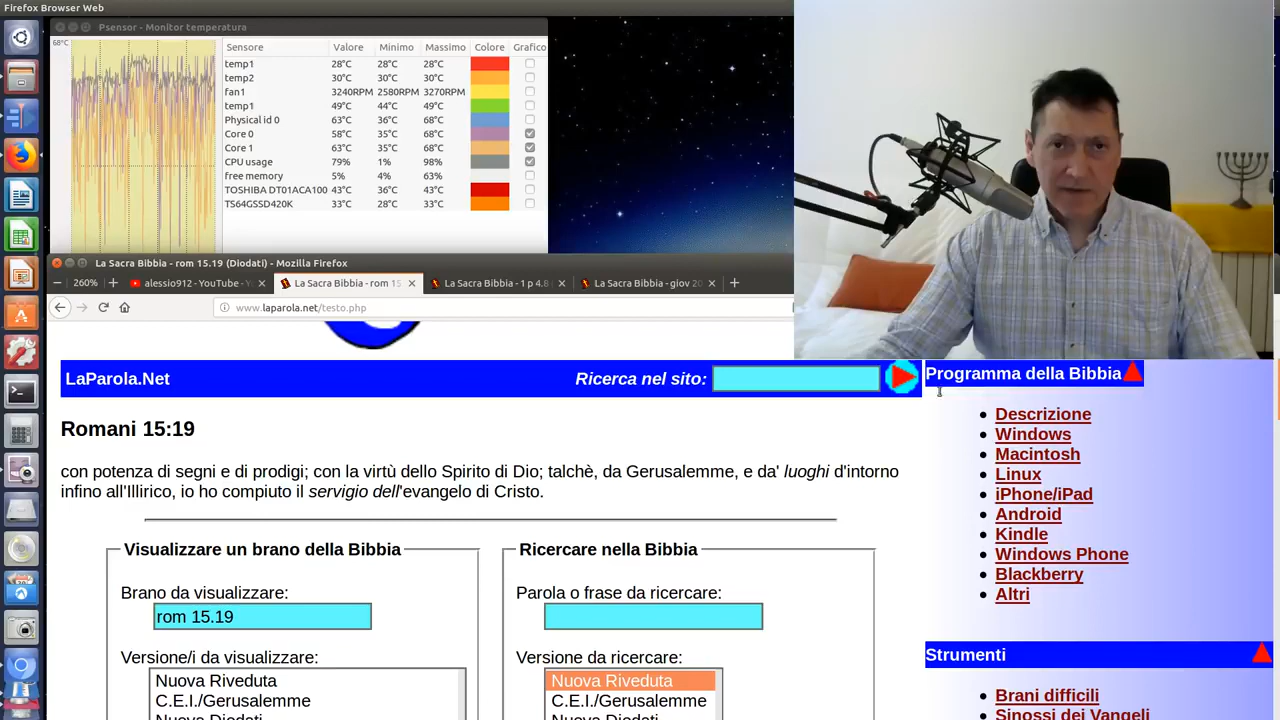 Firefox Browser Web
Psensor - Monitor temperatura
68°C
Sensore Valore Minimo Massimo Colore Grafico
temp1 28°C 28°C 28°C
temp2 30°C 30°C 30°C
fan1 3240RPM 2580RPM 3270RPM
temp1 49°C 44°C 49°C
Physical id 0 63°C 36°C 68°C
Core 0 58°C 35°C 68°C
Core 1 63°C 35°C 68°C
CPU usage 79% 1% 98%
free memory 5% 4% 63%
TOSHIBA DT01ACA100 43°C 36°C 43°C
TS64GSSD420K 33°C 28°C 33°C
La Sacra Bibbia - rom 15.19 (Diodati) - Mozilla Firefox
260% alessio912 - YouTube - La Sacra Bibbia - rom 15 La Sacra Bibbia - 1 p 4.8 La Sacra Bibbia - giov 20
www.laparola.net/testo.php
LaParola.Net Ricerca nel sito:
Romani 15:19
con potenza di segni e di prodigi; con la virtù dello Spirito di Dio; talchè, da Gerusalemme, e da' luoghi d'intorno
infino all'Illirico, io ho compiuto il servigio dell'evangelo di Cristo.
Visualizzare un brano della Bibbia
Brano da visualizzare:
rom 15.19
Versione/i da visualizzare:
Nuova Riveduta
C.E.I./Gerusalemme
Nuova Diodati
Ricercare nella Bibbia
Parola o frase da ricercare:
Versione da ricercare:
Nuova Riveduta
C.E.I./Gerusalemme
Nuova Diodati
Programma della Bibbia
Descrizione
Windows
Macintosh
Linux
iPhone/iPad
Android
Kindle
Windows Phone
Blackberry
Altri
Strumenti
Brani difficili
Sinossi dei Vangeli